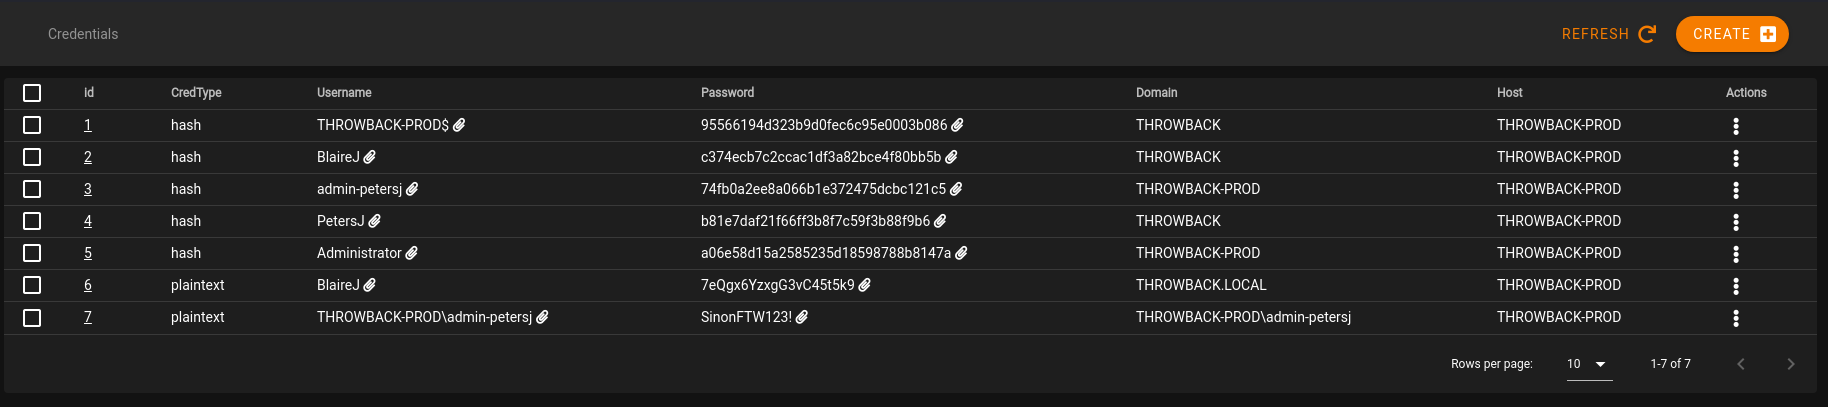 Credentials REFRESH CREATE
id CredType Username Password Domain Host Actions
1 hash THROWBACK-PROD$ 95566194d323b9d0fec6c95e0003b086 THROWBACK THROWBACK-PROD
2 hash BlaireJ c374ecb7c2ccac1df3a82bce4f80bb5b THROWBACK THROWBACK-PROD
3 hash admin-petersj 74fb0a2ee8a066b1e372475dcbc121c5 THROWBACK-PROD THROWBACK-PROD
4 hash PetersJ b81e7daf21f66ff3b8f7c59f3b88f9b6 THROWBACK THROWBACK-PROD
5 hash Administrator a06e58d15a2585235d18598788b8147a THROWBACK-PROD THROWBACK-PROD
6 plaintext BlaireJ 7eQgx6YzxgG3vC45t5k9 THROWBACK.LOCAL THROWBACK-PROD
7 plaintext THROWBACK-PROD\admin-petersj SinonFTW123! THROWBACK-PROD\admin-petersj THROWBACK-PROD
Rows per page: 10 1-7 of 7